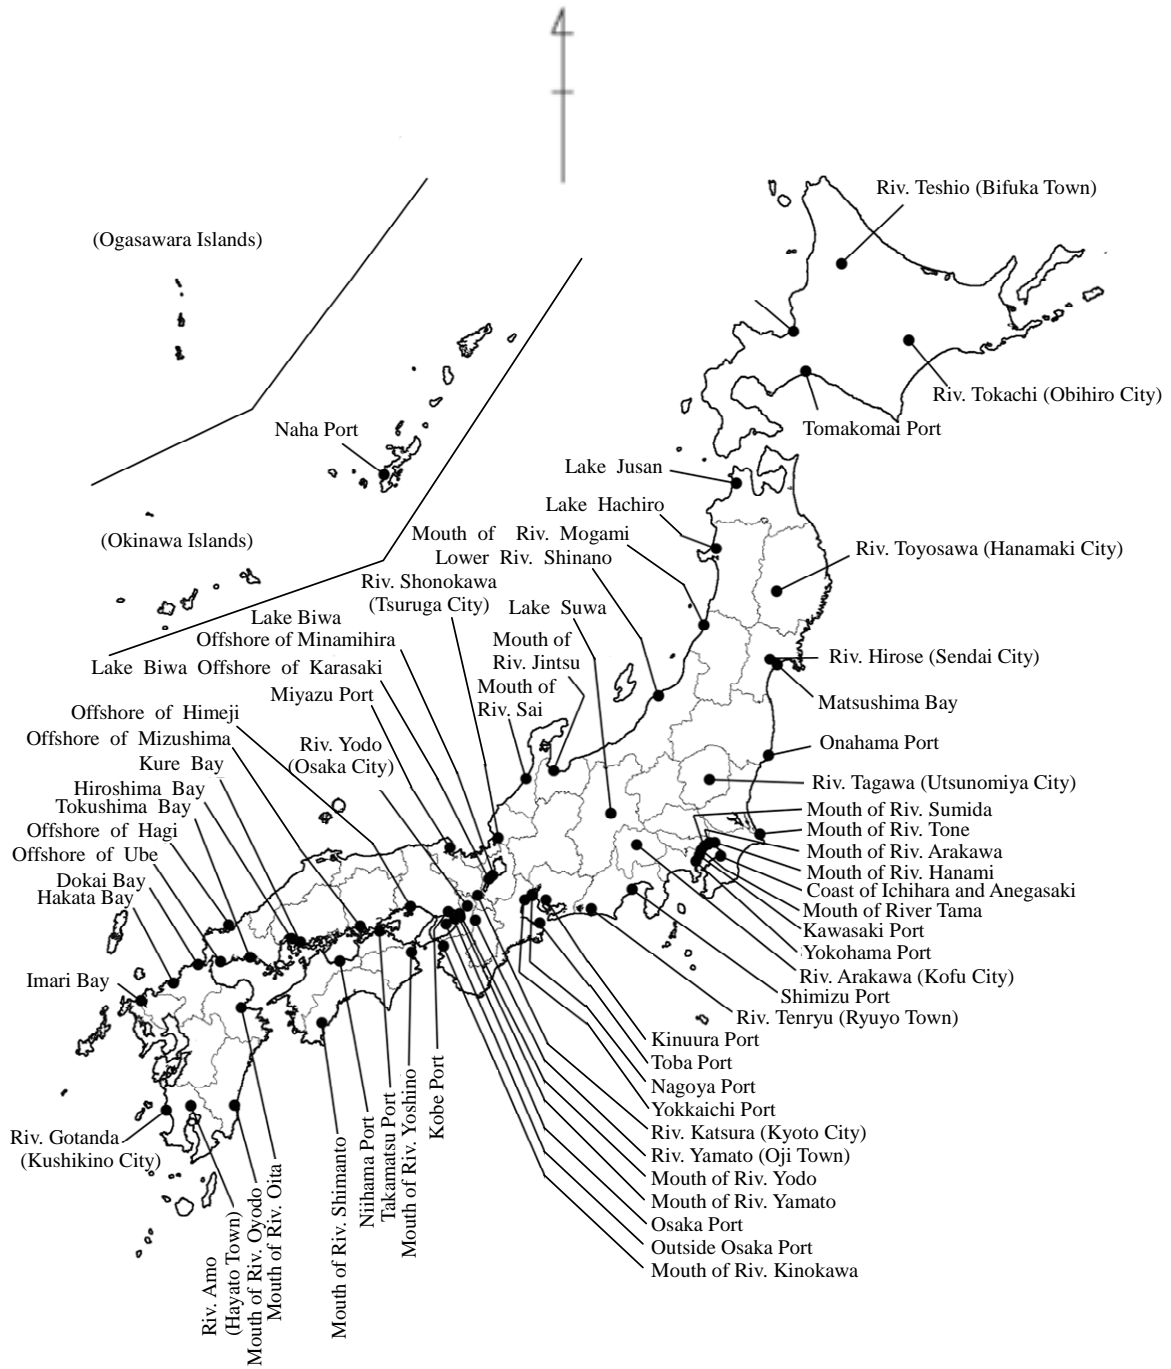 4
Riv. Teshio (Bifuka Town)
(Ogasawara Islands)
Riv. Tokachi (Obihiro City)
Naha Port
Tomakomai Port
Lake Jusan
Lake Hachiro
(Okinawa Islands)
Mouth of Riv. Mogami
Riv. Toyosawa (Hanamaki City)
Lower Riv. Shinano
Riv. Shonokawa
(Tsuruga City)
Lake Suwa
Lake Biwa
Offshore of Minamihira
Mouth of
Riv. Jintsu
Riv. Hirose (Sendai City)
Lake Biwa Offshore of Karasaki
Mouth of
Riv. Sai
Miyazu Port
Matsushima Bay
Offshore of Himeji
Offshore of Mizushima
Riv. Yodo
(Osaka City)
Onahama Port
Kure Bay
Riv. Tagawa (Utsunomiya City)
Hiroshima Bay
Tokushima Bay
Mouth of Riv. Sumida
Offshore of Hagi
Mouth of Riv. Tone
Offshore of Ube
Mouth of Riv. Arakawa
Dokai Bay
Mouth of Riv. Hanami
Hakata Bay
Coast of Ichihara and Anegasaki
Mouth of River Tama
Kawasaki Port
Yokohama Port
Imari Bay
Riv. Arakawa (Kofu City)
Shimizu Port
Riv. Tenryu (Ryuyo Town)
Kinuura Port
Toba Port
Nagoya Port
Yokkaichi Port
Riv. Gotanda
(Kushikino City)
Riv. Katsura (Kyoto City)
Riv. Yamato (Oji Town)
Mouth of Riv. Yodo
Mouth of Riv. Yamato
Osaka Port
Outside Osaka Port
Mouth of Riv. Kinokawa
Riv. Amo
(Hayato Town)
Mouth of Riv. Oyodo
Mouth of Riv. Oita
Mouth of Riv. Shimanto
Niihama Port
Takamatsu Port
Mouth of Riv. Yoshino
Kobe Port